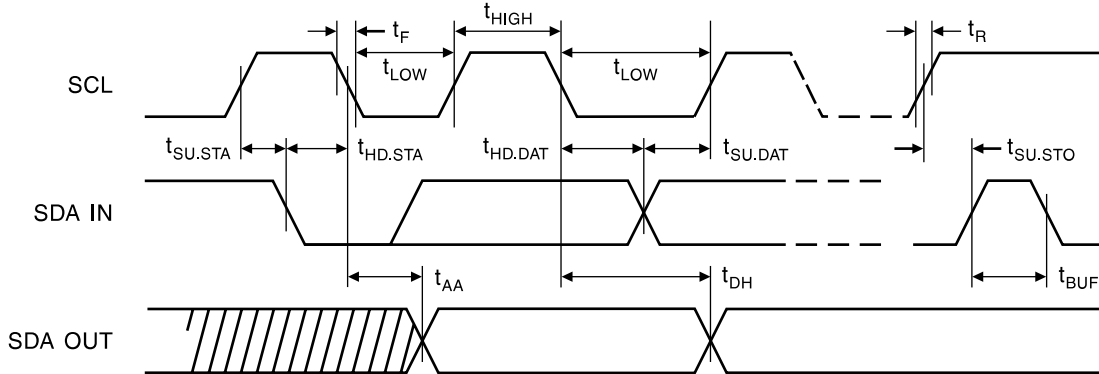 tHIGH
tF
tR
tLOW
tLOW
SCL
tSU.STA
tHD.STA
tHD.DAT
tSU.DAT
tSU.STO
SDA IN
tAA
tDH
tBUF
SDA OUT